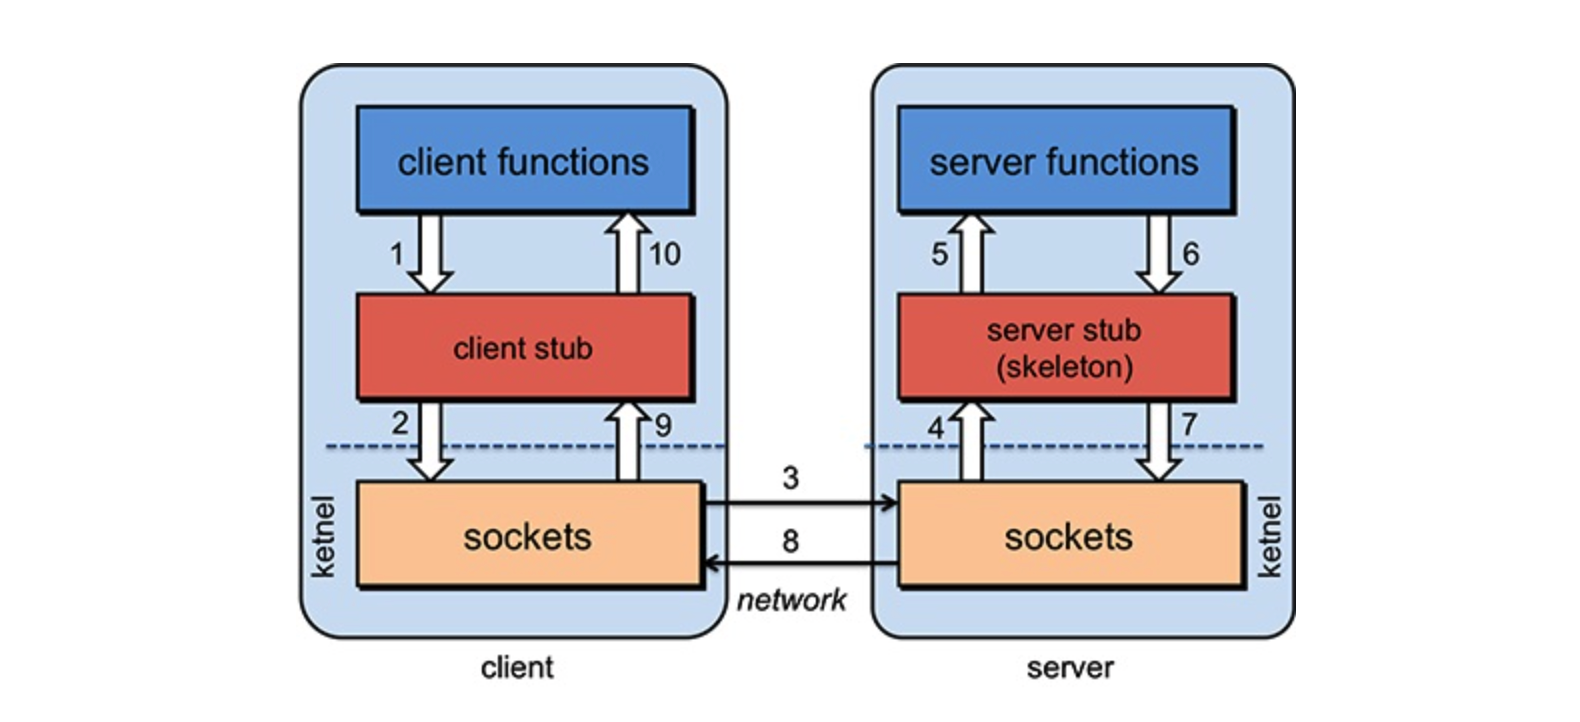 client functions
server functions
1
10
5
6
client stub
server stub
(skeleton)
2
9
4
7
3
ketnel
sockets
sockets
ketnel
8
network
client
server